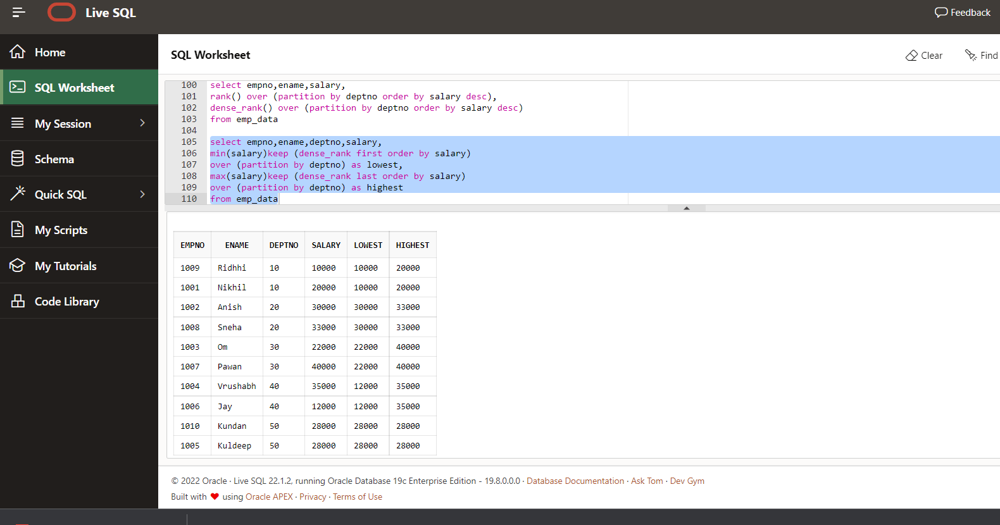 Live SQL
Feedback
Home
SQL Worksheet
My Session
Schema
Quick SQL
My Scripts
My Tutorials
Code Library
SQL Worksheet
Clear
Find
100 select empno,ename,salary,
101 rank() over (partition by deptno order by salary desc),
102 dense_rank() over (partition by deptno order by salary desc)
103 from emp_data
104
105 select empno,ename,deptno,salary,
106 min(salary)keep (dense_rank first order by salary)
107 over (partition by deptno) as lowest,
108 max(salary)keep (dense_rank last order by salary)
109 over (partition by deptno) as highest
110 from emp_data
EMPNO ENAME DEPTNO SALARY LOWEST HIGHEST
1009 Ridhhi 10 10000 10000 20000
1001 Nikhil 10 20000 10000 20000
1002 Anish 20 30000 30000 33000
1008 Sneha 20 33000 30000 33000
1003 Om 30 22000 22000 40000
1007 Pawan 30 40000 22000 40000
1004 Vrushabh 40 35000 12000 35000
1006 Jay 40 12000 12000 35000
1010 Kundan 50 28000 28000 28000
1005 Kuldeep 50 28000 28000 28000
© 2022 Oracle · Live SQL 22.1.2, running Oracle Database 19c Enterprise Edition - 19.8.0.0.0 · Database Documentation · Ask Tom · Dev Gym
Built with ❤ using Oracle APEX · Privacy · Terms of Use